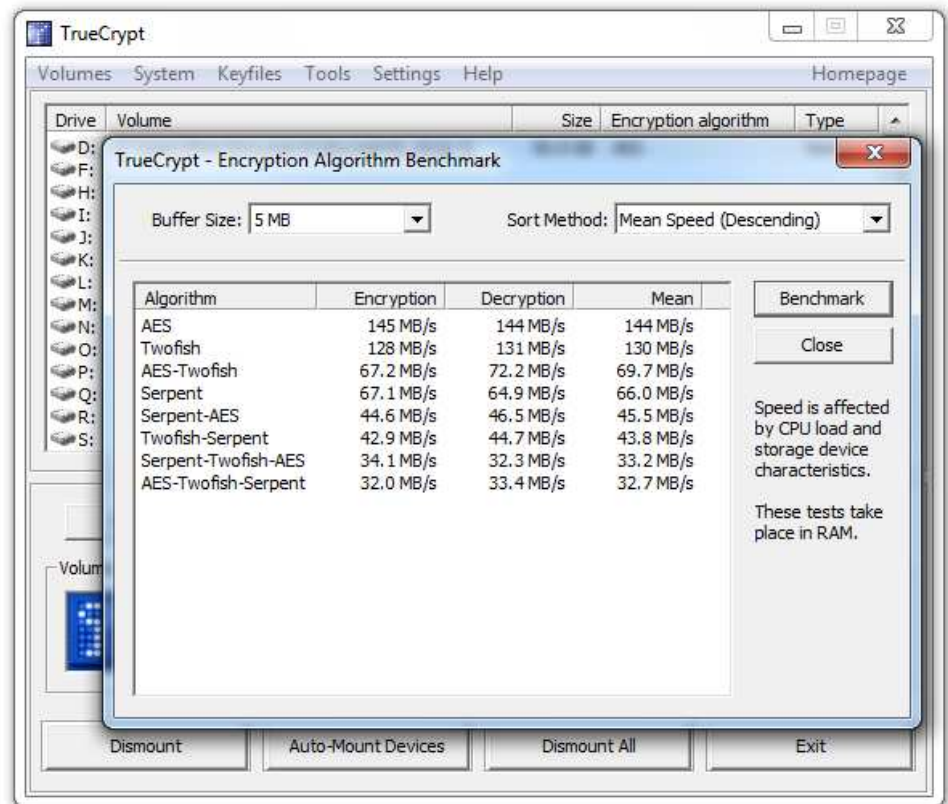 TrueCrypt
Volumes System Keyfiles Tools Settings Help Homepage
Drive Volume Size Encryption algorithm Type
D:
F:
H:
I:
J:
K:
L:
M:
N:
O:
P:
Q:
R:
S:
TrueCrypt - Encryption Algorithm Benchmark
Buffer Size: 5 MB Sort Method: Mean Speed (Descending)
Algorithm Encryption Decryption Mean
AES 145 MB/s 144 MB/s 144 MB/s
Twofish 128 MB/s 131 MB/s 130 MB/s
AES-Twofish 67.2 MB/s 72.2 MB/s 69.7 MB/s
Serpent 67.1 MB/s 64.9 MB/s 66.0 MB/s
Serpent-AES 44.6 MB/s 46.5 MB/s 45.5 MB/s
Twofish-Serpent 42.9 MB/s 44.7 MB/s 43.8 MB/s
Serpent-Twofish-AES 34.1 MB/s 32.3 MB/s 33.2 MB/s
AES-Twofish-Serpent 32.0 MB/s 33.4 MB/s 32.7 MB/s
Benchmark
Close
Speed is affected
by CPU load and
storage device
characteristics.
These tests take
place in RAM.
Volum
Dismount Auto-Mount Devices Dismount All Exit